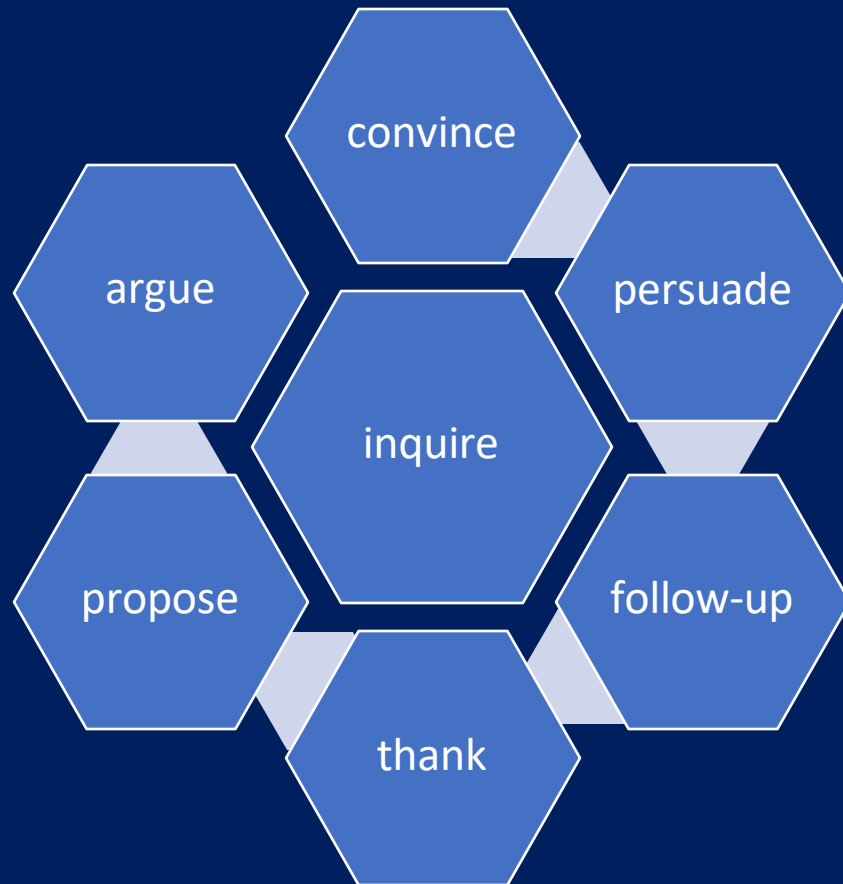 convince
argue
persuade
inquire
propose
follow-up
thank